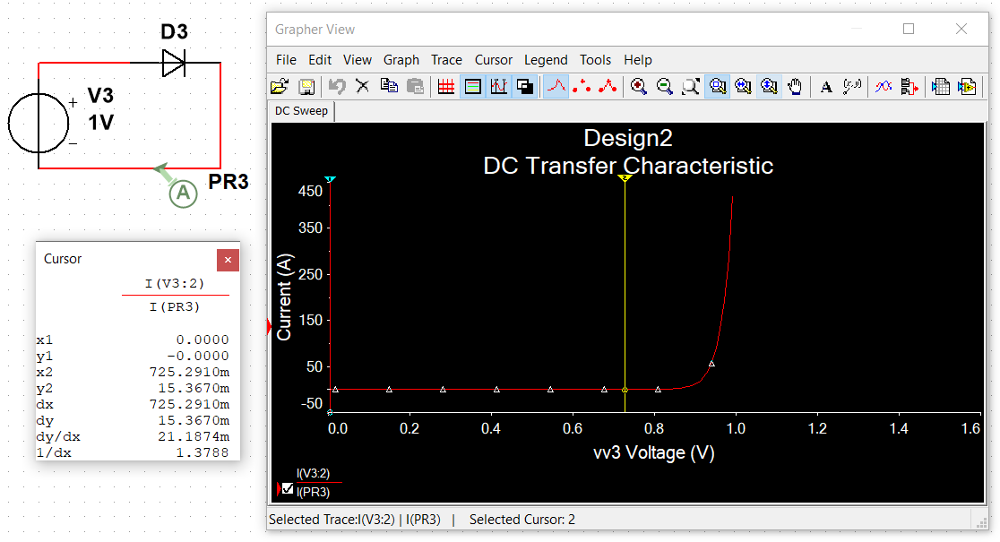 D3
+
V3
1V
−
PR3
A
Cursor
I(V3:2)
I(PR3)
x1 0.0000
y1 -0.0000
x2 725.2910m
y2 15.3670m
dx 725.2910m
dy 15.3670m
dy/dx 21.1874m
1/dx 1.3788
Grapher View
File Edit View Graph Trace Cursor Legend Tools Help
DC Sweep
Design2
DC Transfer Characteristic
1
2
Current (A)
450
350
250
150
50
-50
0.0 0.2 0.4 0.6 0.8 1.0 1.2 1.4 1.6
vv3 Voltage (V)
I(V3:2)
I(PR3)
Selected Trace:I(V3:2) | I(PR3) | Selected Cursor: 2